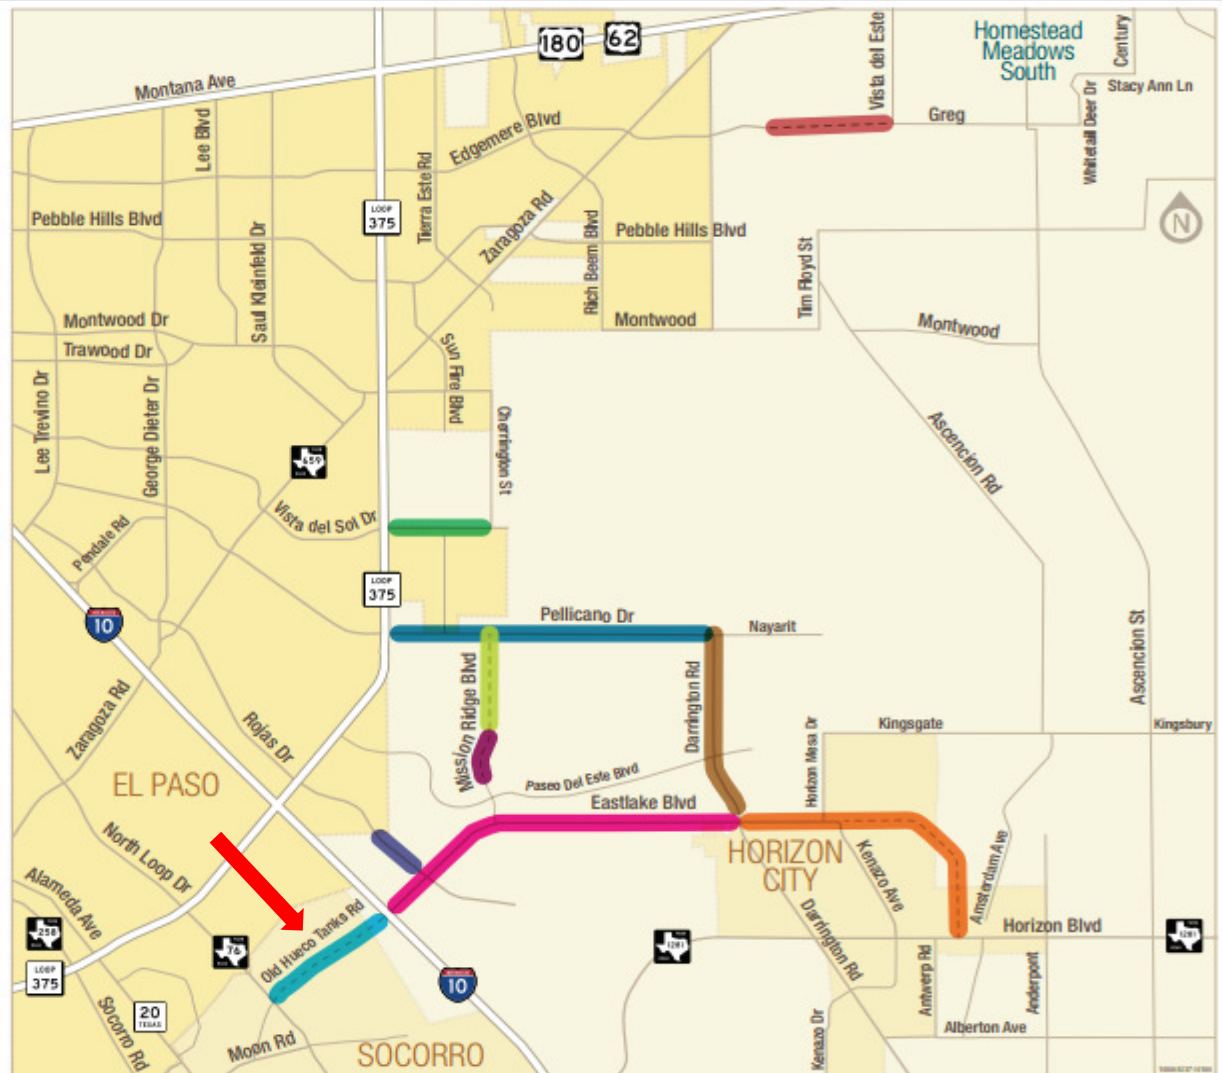 Homestead
Meadows
South
Century
Vista del Este
180
62
Montana Ave
Stacy Ann Ln
Whitetail Deer Dr
Greg
Lee Blvd
Edgemere Blvd
Tierra Este Rd
Zaragoza Rd
Pebble Hills Blvd
LOOP
375
N
Saul Kleinfeld Dr
Rich Beem Blvd
Pebble Hills Blvd
Tim Floyd St
Montwood Dr
Montwood
Montwood
Trawood Dr
Sun Fire Blvd
Lee Trevino Dr
George Dieter Dr
Charrington St
Ascencion Rd
659
Vista del Sol Dr
Pendale Rd
LOOP
375
10
Pellicano Dr
Nayarit
Ascencion St
Mission Ridge Blvd
Darrington Rd
Zaragoza Rd
Rojas Dr
Horizon Mesa Dr
Kingsgate
Kingsbury
Paseo Del Este Blvd
EL PASO
Eastlake Blvd
North Loop Dr
HORIZON
CITY
Kenazo Ave
Amsterdam Ave
Alameda Ave
Old Hueco Tanks Rd
Darrington Rd
Horizon Blvd
258
76
1281
1281
LOOP
375
10
Antwerp Rd
Anderpont
20
TEXAS
Socorro Rd
Moon Rd
SOCORRO
Kenazo Dr
Alberton Ave